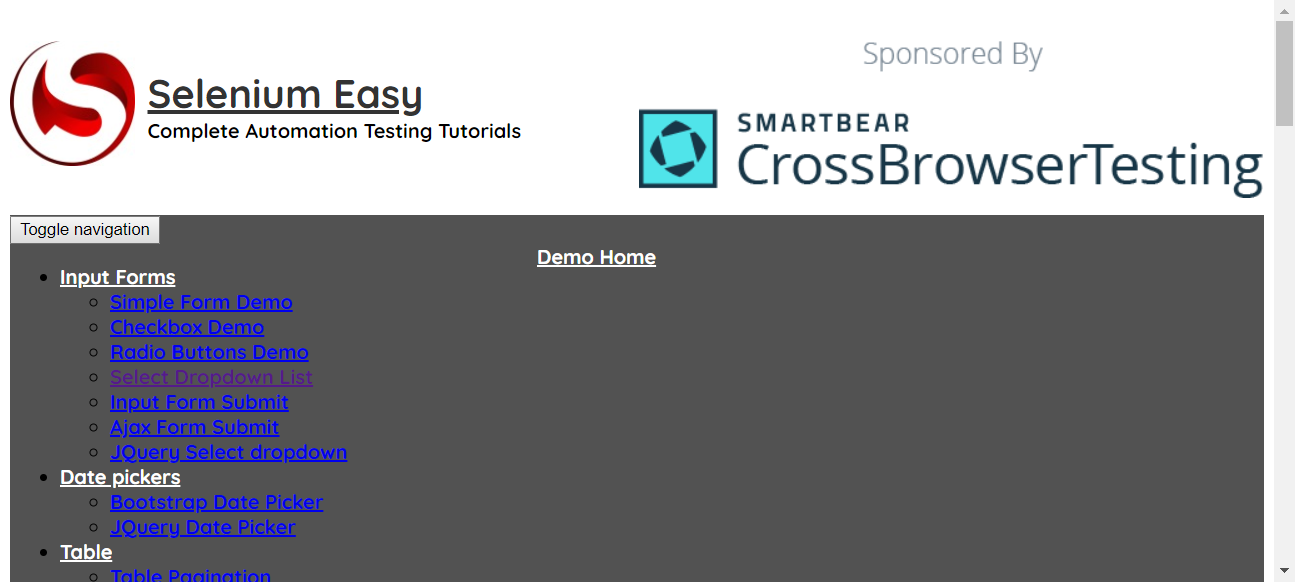 Sponsored By
Selenium Easy
Complete Automation Testing Tutorials
SMARTBEAR
CrossBrowserTesting
Toggle navigation
Demo Home
Input Forms
Simple Form Demo
Checkbox Demo
Radio Buttons Demo
Select Dropdown List
Input Form Submit
Ajax Form Submit
JQuery Select dropdown
Date pickers
Bootstrap Date Picker
JQuery Date Picker
Table
Table Pagination